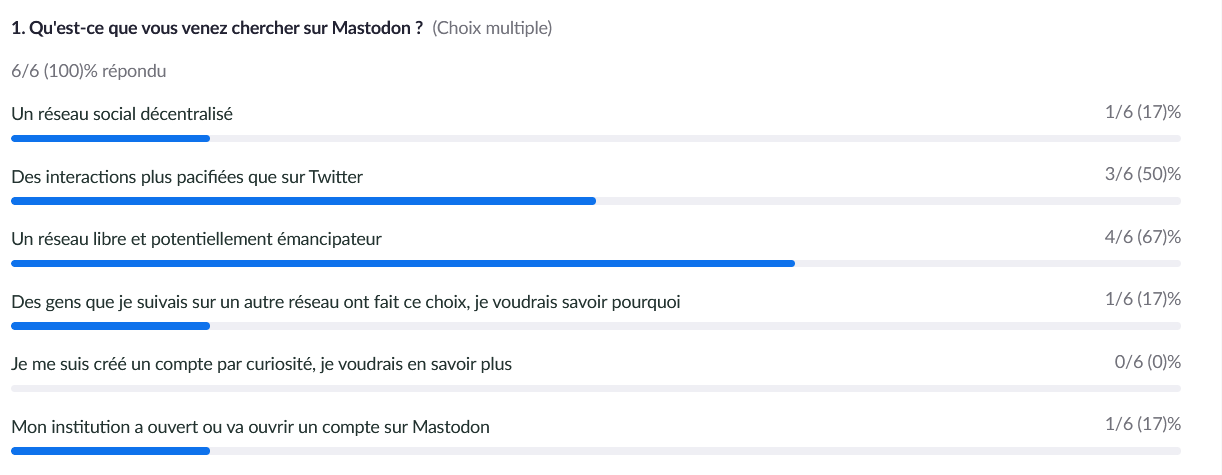 1. Qu'est-ce que vous venez chercher sur Mastodon ? (Choix multiple)
6/6 (100)% répondu
Un réseau social décentralisé 1/6 (17)%
Des interactions plus pacifiées que sur Twitter 3/6 (50)%
Un réseau libre et potentiellement émancipateur 4/6 (67)%
Des gens que je suivais sur un autre réseau ont fait ce choix, je voudrais savoir pourquoi 1/6 (17)%
Je me suis créé un compte par curiosité, je voudrais en savoir plus 0/6 (0)%
Mon institution a ouvert ou va ouvrir un compte sur Mastodon 1/6 (17)%